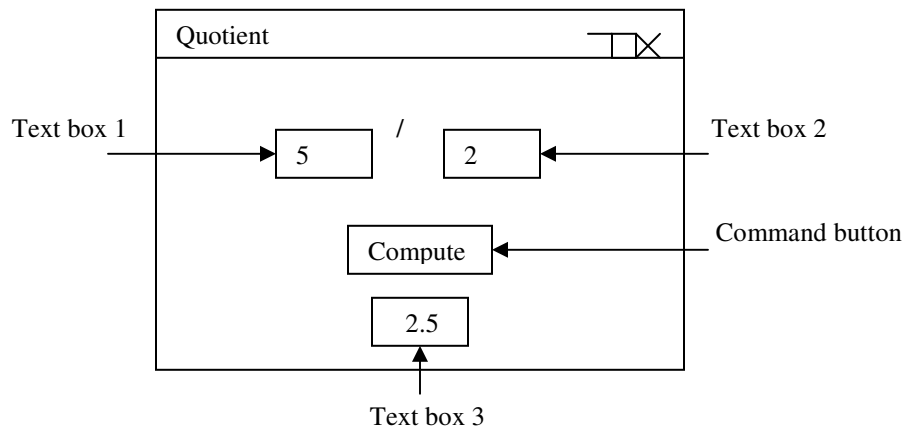 Quotient
Text box 1
/
Text box 2
5
2
Command button
Compute
2.5
Text box 3